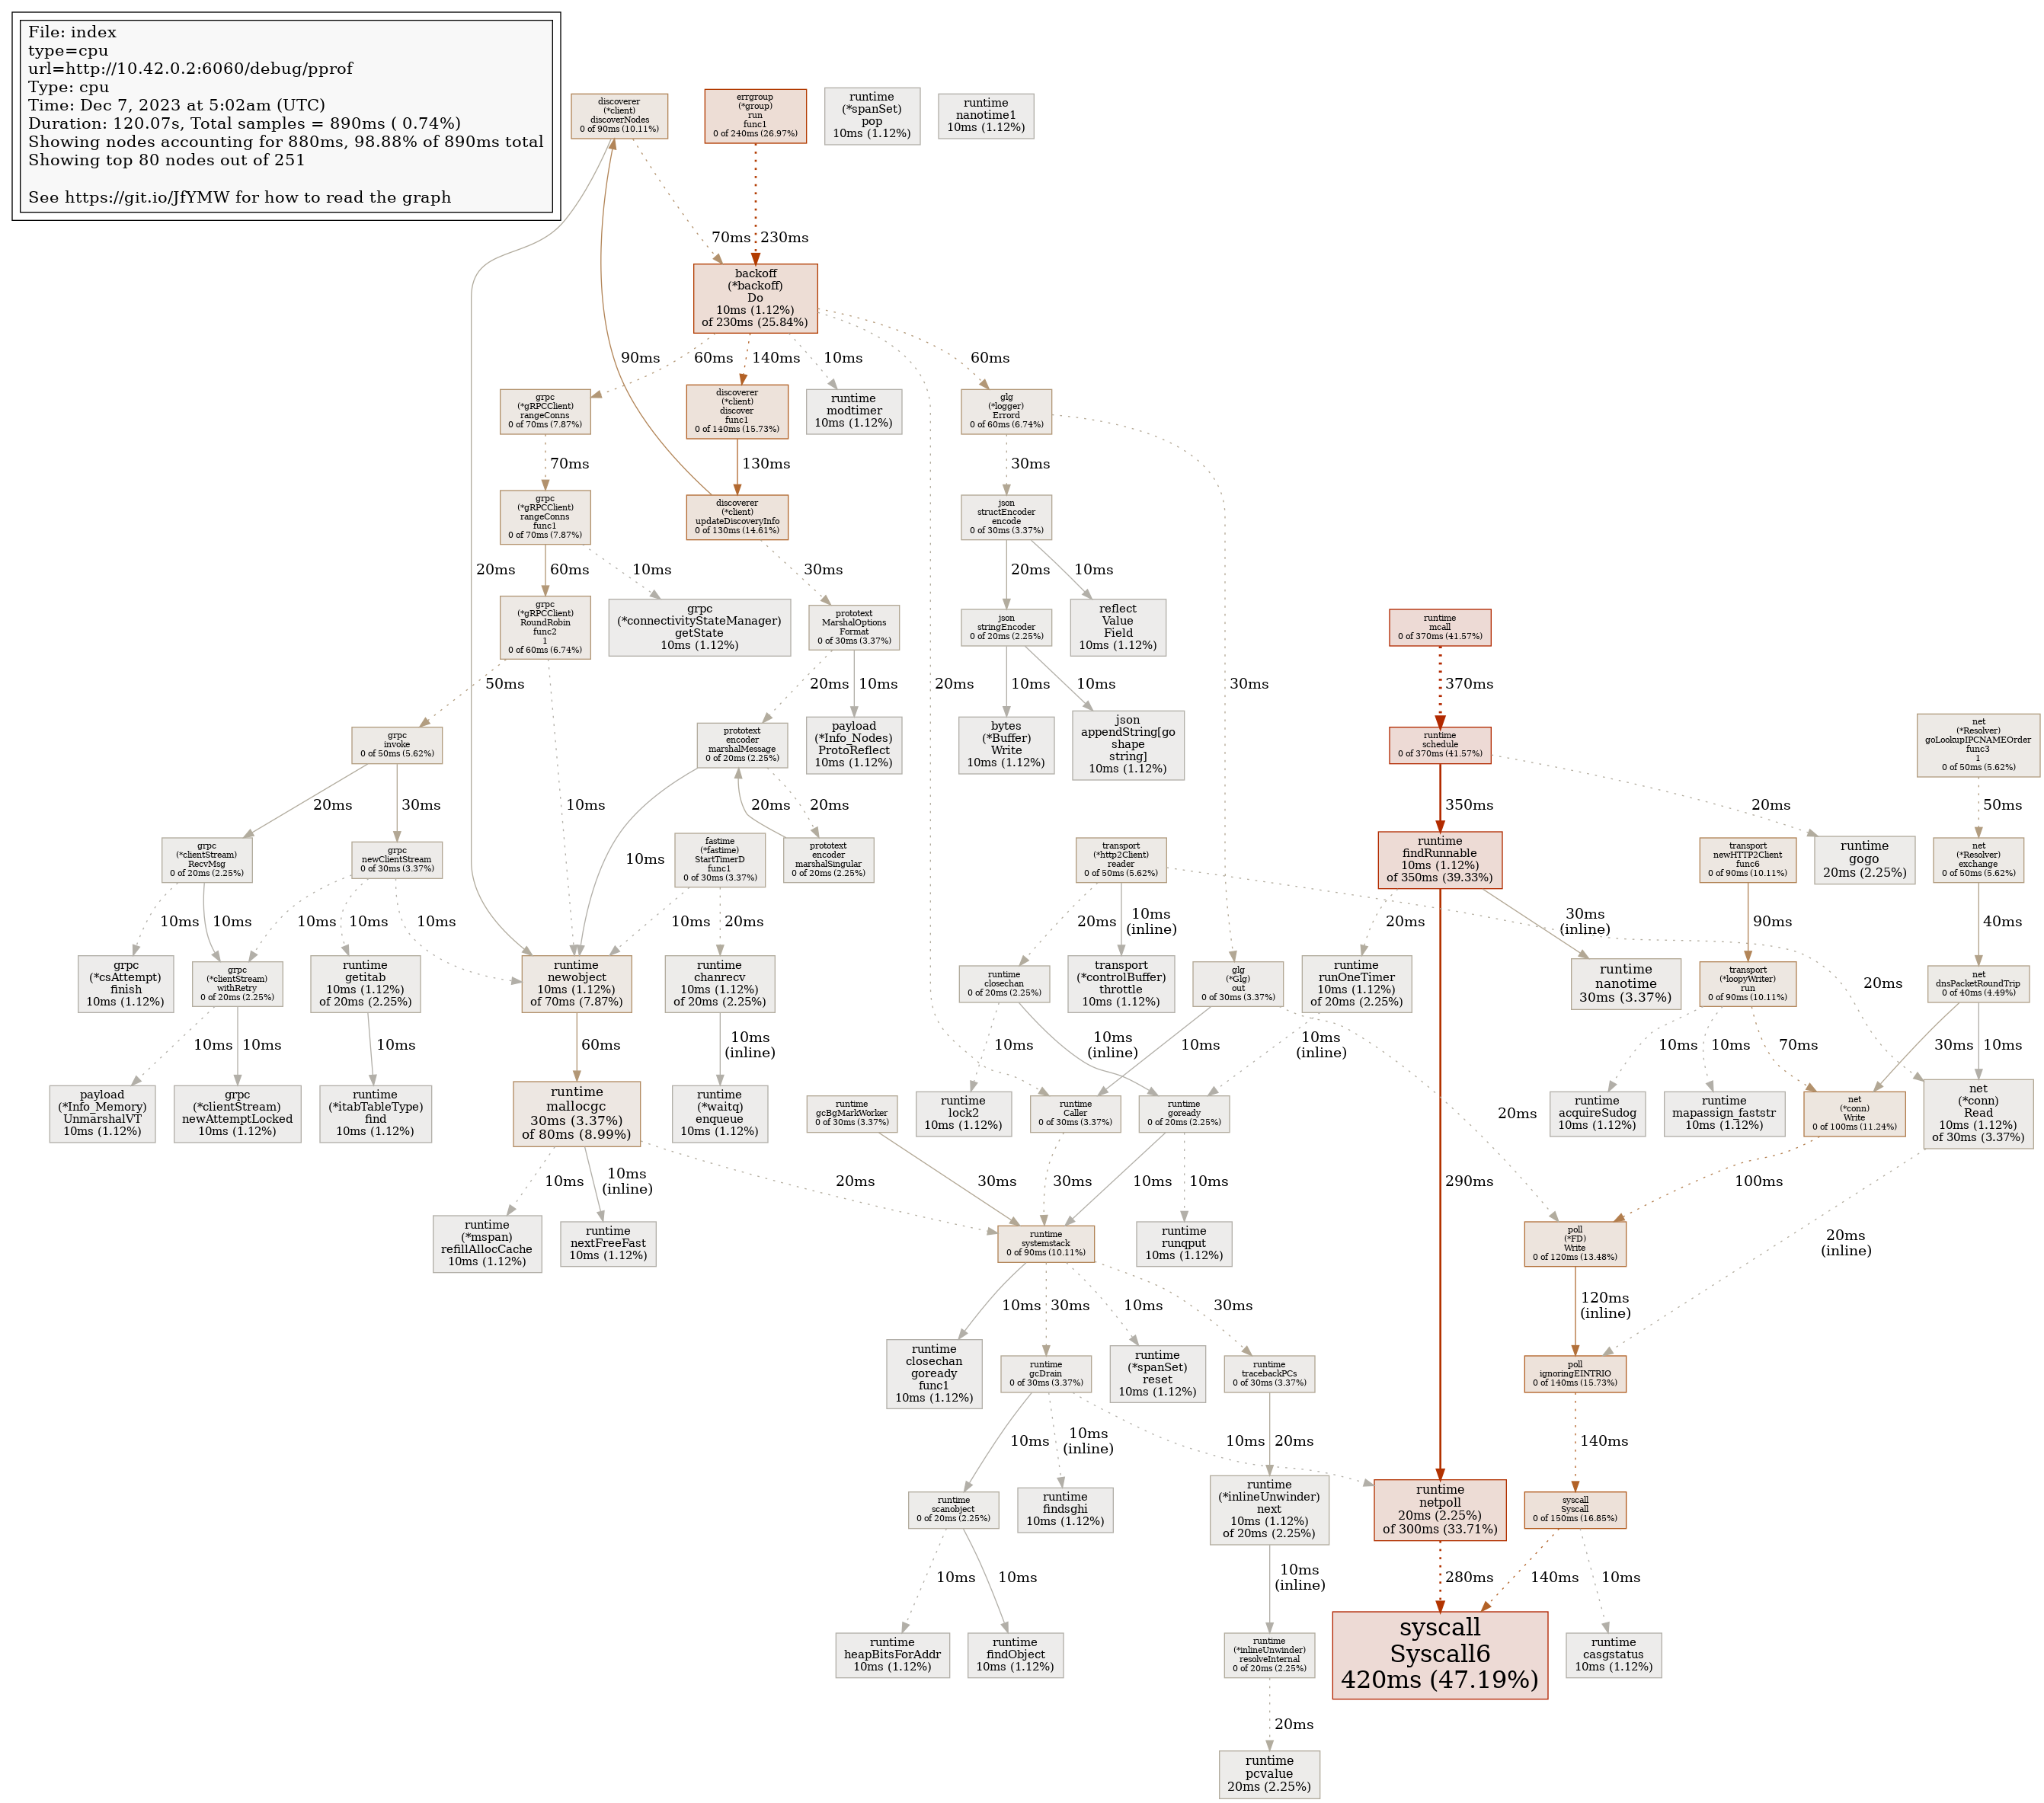 File: index
type=cpu
url=http://10.42.0.2:6060/debug/pprof
Type: cpu
Time: Dec 7, 2023 at 5:02am (UTC)
Duration: 120.07s, Total samples = 890ms ( 0.74%)
Showing nodes accounting for 880ms, 98.88% of 890ms total
Showing top 80 nodes out of 251
See https://git.io/JfYMW for how to read the graph
discoverer
(*client)
discoverNodes
0 of 90ms (10.11%)
errgroup
(*group)
run
func1
0 of 240ms (26.97%)
runtime
(*spanSet)
pop
10ms (1.12%)
runtime
nanotime1
10ms (1.12%)
70ms
230ms
backoff
(*backoff)
Do
10ms (1.12%)
of 230ms (25.84%)
90ms
60ms
140ms
10ms
60ms
grpc
(*gRPCClient)
rangeConns
0 of 70ms (7.87%)
discoverer
(*client)
discover
func1
0 of 140ms (15.73%)
runtime
modtimer
10ms (1.12%)
glg
(*logger)
Errord
0 of 60ms (6.74%)
70ms
130ms
30ms
grpc
(*gRPCClient)
rangeConns
func1
0 of 70ms (7.87%)
discoverer
(*client)
updateDiscoveryInfo
0 of 130ms (14.61%)
json
structEncoder
encode
0 of 30ms (3.37%)
20ms
60ms
10ms
30ms
20ms
10ms
grpc
(*gRPCClient)
RoundRobin
func2
1
0 of 60ms (6.74%)
grpc
(*connectivityStateManager)
getState
10ms (1.12%)
prototext
MarshalOptions
Format
0 of 30ms (3.37%)
json
stringEncoder
0 of 20ms (2.25%)
reflect
Value
Field
10ms (1.12%)
runtime
mcall
0 of 370ms (41.57%)
50ms
20ms
10ms
20ms
10ms
10ms
30ms
370ms
grpc
invoke
0 of 50ms (5.62%)
prototext
encoder
marshalMessage
0 of 20ms (2.25%)
payload
(*Info_Nodes)
ProtoReflect
10ms (1.12%)
bytes
(*Buffer)
Write
10ms (1.12%)
json
appendString[go
shape
string]
10ms (1.12%)
runtime
schedule
0 of 370ms (41.57%)
net
(*Resolver)
goLookupIPCNAMEOrder
func3
1
0 of 50ms (5.62%)
20ms
30ms
10ms
20ms
20ms
350ms
20ms
50ms
grpc
(*clientStream)
RecvMsg
0 of 20ms (2.25%)
grpc
newClientStream
0 of 30ms (3.37%)
10ms
fastime
(*fastime)
StartTimerD
func1
0 of 30ms (3.37%)
prototext
encoder
marshalSingular
0 of 20ms (2.25%)
transport
(*http2Client)
reader
0 of 50ms (5.62%)
runtime
findRunnable
10ms (1.12%)
of 350ms (39.33%)
transport
newHTTP2Client
func6
0 of 90ms (10.11%)
runtime
gogo
20ms (2.25%)
net
(*Resolver)
exchange
0 of 50ms (5.62%)
10ms
10ms
10ms
10ms
10ms
10ms
20ms
20ms
10ms
(inline)
20ms
30ms
(inline)
90ms
40ms
grpc
(*csAttempt)
finish
10ms (1.12%)
grpc
(*clientStream)
withRetry
0 of 20ms (2.25%)
runtime
getitab
10ms (1.12%)
of 20ms (2.25%)
runtime
newobject
10ms (1.12%)
of 70ms (7.87%)
runtime
chanrecv
10ms (1.12%)
of 20ms (2.25%)
runtime
closechan
0 of 20ms (2.25%)
transport
(*controlBuffer)
throttle
10ms (1.12%)
glg
(*Glg)
out
0 of 30ms (3.37%)
runtime
runOneTimer
10ms (1.12%)
of 20ms (2.25%)
runtime
nanotime
30ms (3.37%)
transport
(*loopyWriter)
run
0 of 90ms (10.11%)
20ms
net
dnsPacketRoundTrip
0 of 40ms (4.49%)
10ms
10ms
10ms
60ms
10ms
(inline)
10ms
10ms
(inline)
10ms
10ms
(inline)
10ms
10ms
70ms
30ms
10ms
payload
(*Info_Memory)
UnmarshalVT
10ms (1.12%)
grpc
(*clientStream)
newAttemptLocked
10ms (1.12%)
runtime
(*itabTableType)
find
10ms (1.12%)
runtime
mallocgc
30ms (3.37%)
of 80ms (8.99%)
runtime
(*waitq)
enqueue
10ms (1.12%)
runtime
gcBgMarkWorker
0 of 30ms (3.37%)
runtime
lock2
10ms (1.12%)
runtime
Caller
0 of 30ms (3.37%)
runtime
goready
0 of 20ms (2.25%)
20ms
runtime
acquireSudog
10ms (1.12%)
runtime
mapassign_faststr
10ms (1.12%)
net
(*conn)
Write
0 of 100ms (11.24%)
net
(*conn)
Read
10ms (1.12%)
of 30ms (3.37%)
10ms
10ms
(inline)
20ms
30ms
30ms
10ms
10ms
290ms
100ms
runtime
(*mspan)
refillAllocCache
10ms (1.12%)
runtime
nextFreeFast
10ms (1.12%)
runtime
systemstack
0 of 90ms (10.11%)
runtime
runqput
10ms (1.12%)
poll
(*FD)
Write
0 of 120ms (13.48%)
20ms
(inline)
10ms
30ms
10ms
30ms
120ms
(inline)
runtime
closechan
goready
func1
10ms (1.12%)
runtime
gcDrain
0 of 30ms (3.37%)
runtime
(*spanSet)
reset
10ms (1.12%)
runtime
tracebackPCs
0 of 30ms (3.37%)
poll
ignoringEINTRIO
0 of 140ms (15.73%)
10ms
10ms
(inline)
10ms
20ms
140ms
runtime
scanobject
0 of 20ms (2.25%)
runtime
findsghi
10ms (1.12%)
runtime
(*inlineUnwinder)
next
10ms (1.12%)
of 20ms (2.25%)
runtime
netpoll
20ms (2.25%)
of 300ms (33.71%)
syscall
Syscall
0 of 150ms (16.85%)
10ms
10ms
10ms
(inline)
280ms
140ms
10ms
runtime
heapBitsForAddr
10ms (1.12%)
runtime
findObject
10ms (1.12%)
runtime
(*inlineUnwinder)
resolveInternal
0 of 20ms (2.25%)
syscall
Syscall6
420ms (47.19%)
runtime
casgstatus
10ms (1.12%)
20ms
runtime
pcvalue
20ms (2.25%)